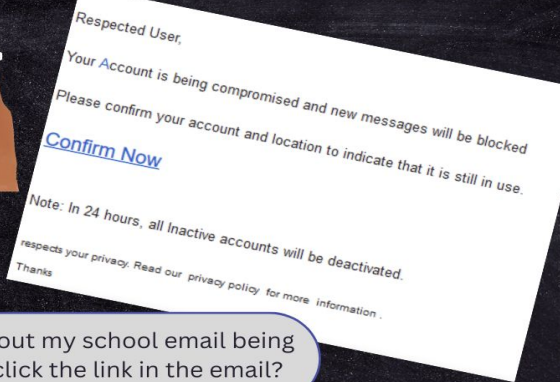 Respected User,
Your Account is being compromised and new messages will be blocked
Please confirm your account and location to indicate that it is still in use.
Confirm Now
Note: In 24 hours, all Inactive accounts will be deactivated.
respects your privacy. Read our privacy policy for more information .
Thanks
out my school email being
click the link in the email?